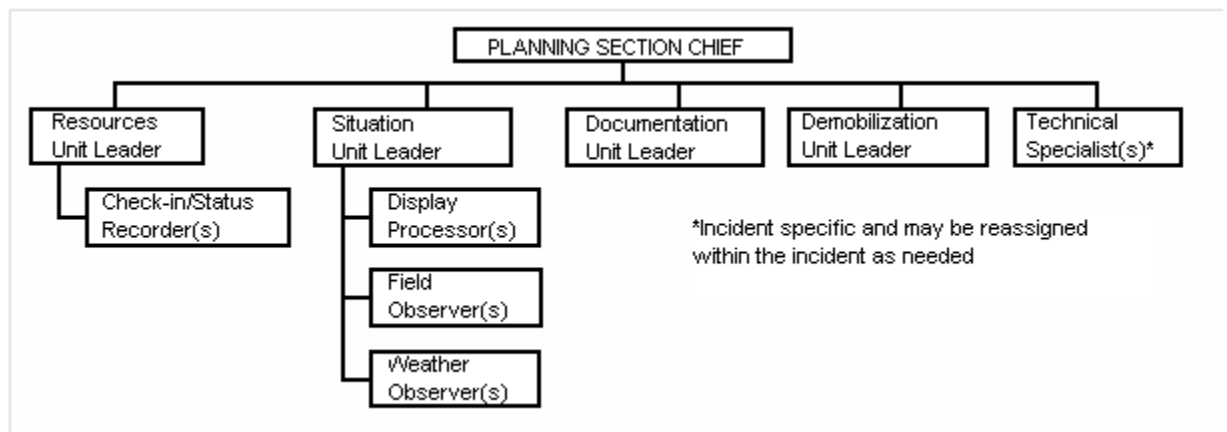 PLANNING SECTION CHIEF
Resources
Unit Leader
Situation
Unit Leader
Documentation
Unit Leader
Demobilization
Unit Leader
Technical
Specialist(s)*
Check-in/Status
Recorder(s)
Display
Processor(s)
Field
Observer(s)
Weather
Observer(s)
*Incident specific and may be reassigned
within the incident as needed